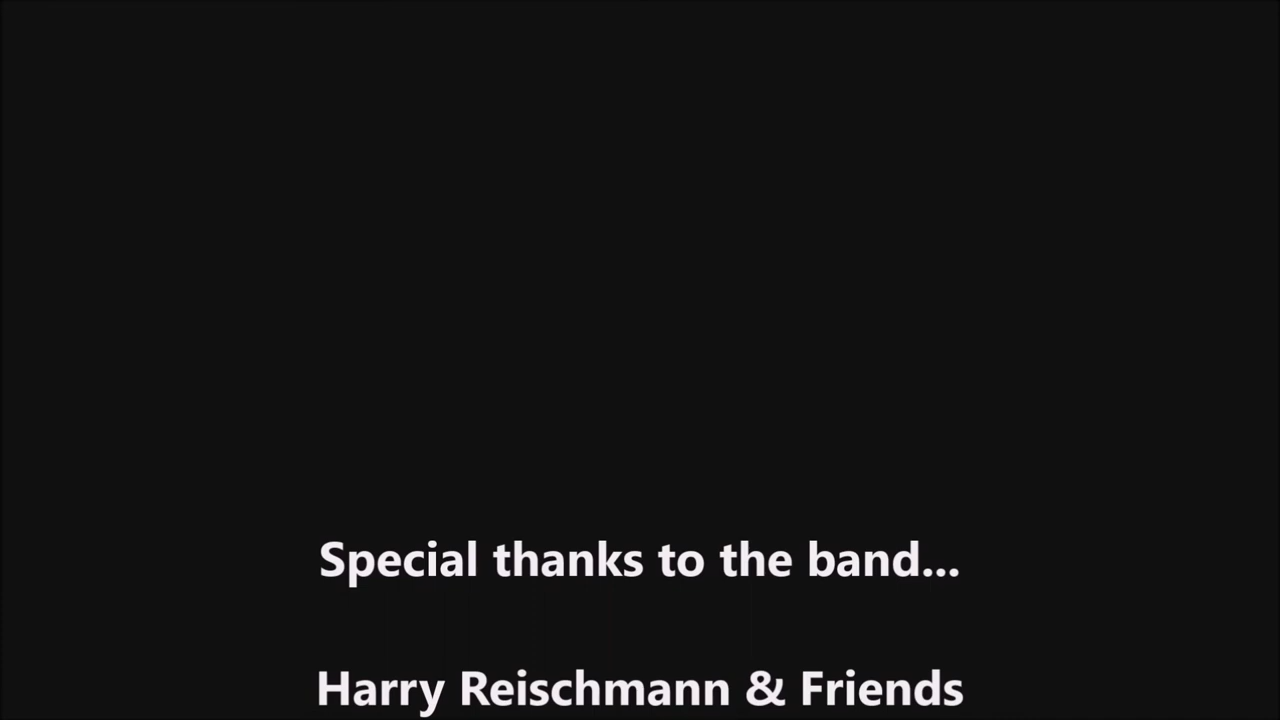 Special thanks to the band...
Harry Reischmann & Friends